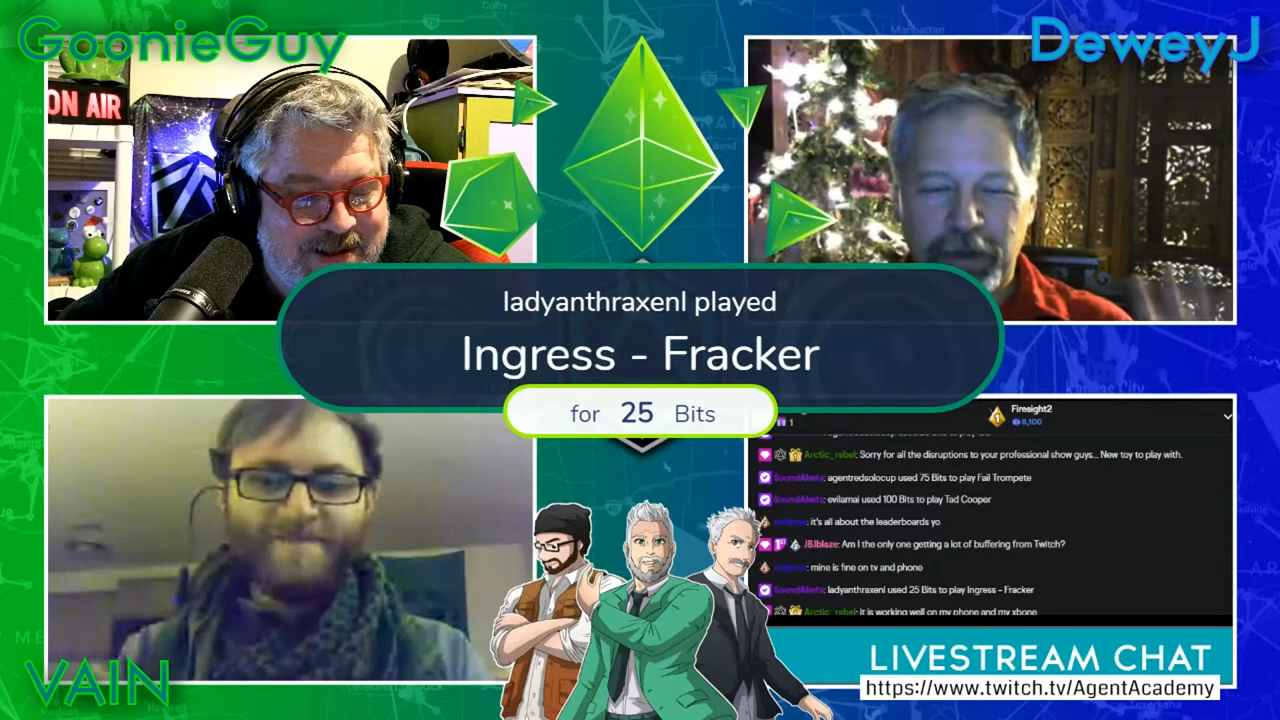 GoonieGuy
DeweyJ
ON AIR
ladyanthraxenl played
Ingress - Fracker
for 25 Bits
1
1
Firesight2
8,100
Arctic_rebel: Sorry for all the disruptions to your professional show guys... New toy to play with.
SoundAlerts: agentredsolocup used 75 Bits to play Fail Trompete
SoundAlerts: evilamai used 100 Bits to play Tad Cooper
evilamai: it's all about the leaderboards yo
1st JBJblaze: Am I the only one getting a lot of buffering from Twitch?
evilamai: mine is fine on tv and phone
SoundAlerts: ladyanthraxenl used 25 Bits to play Ingress - Fracker
Arctic_rebel: it is working well on my phone and my xbone
VAIN
LIVESTREAM CHAT
https://www.twitch.tv/AgentAcademy